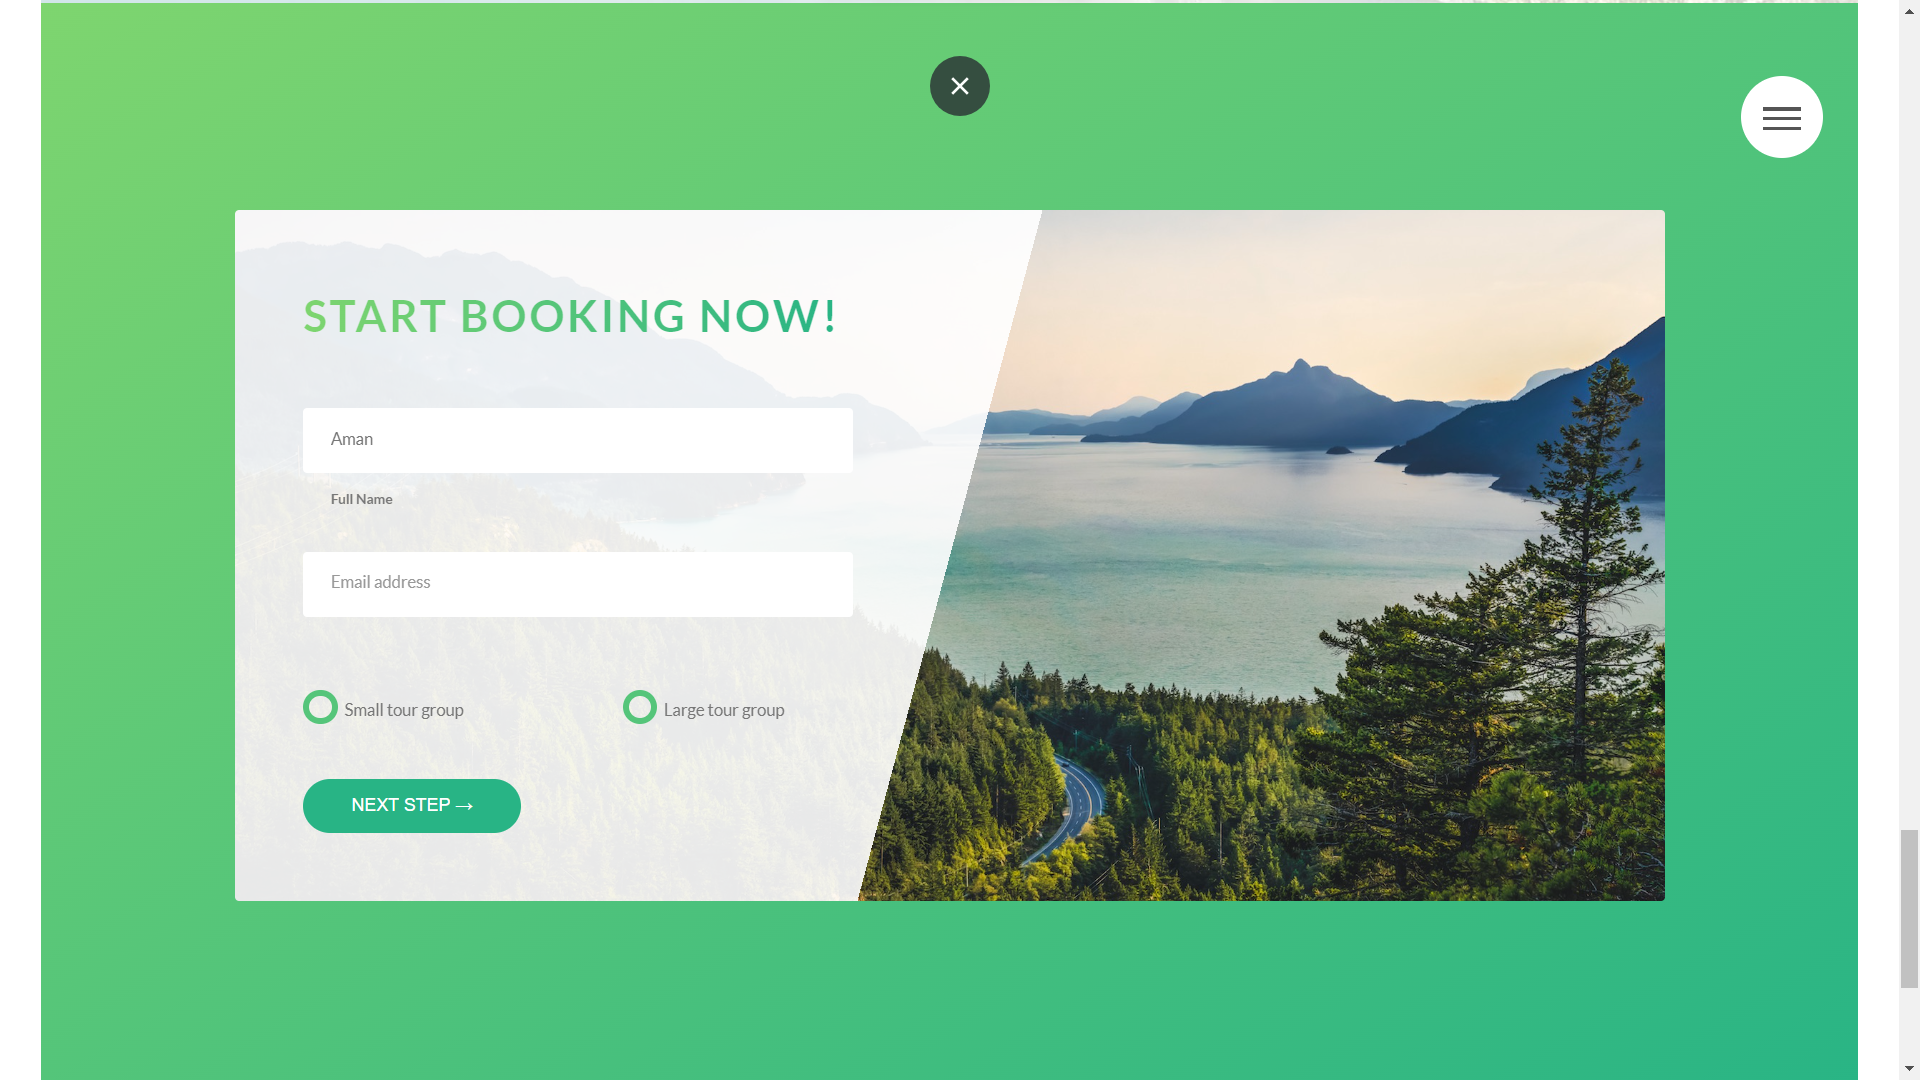 START BOOKING NOW!
Aman
Full Name
Email address
Small tour group
Large tour group
NEXT STEP →